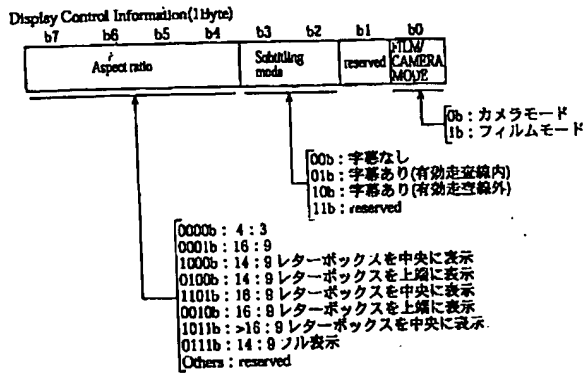 Display Control Information(1Byte)
b7 b6 b5 b4 b3 b2 b1 b0
Aspect ratio
Subtitling mode
reserved
FILM/CAMERA MODE
0b：カメラモード
1b：フィルムモード
00b：字幕なし
01b：字幕あり(有効走査線内)
10b：字幕あり(有効走査線外)
11b：reserved
0000b：4：3
0001b：16：9
1000b：14：9レターボックスを中央に表示
0100b：14：9レターボックスを上端に表示
1101b：16：9レターボックスを中央に表示
0010b：16：9レターボックスを上端に表示
1011b：>16：9レターボックスを中央に表示
0111b：14：9フル表示
Others：reserved